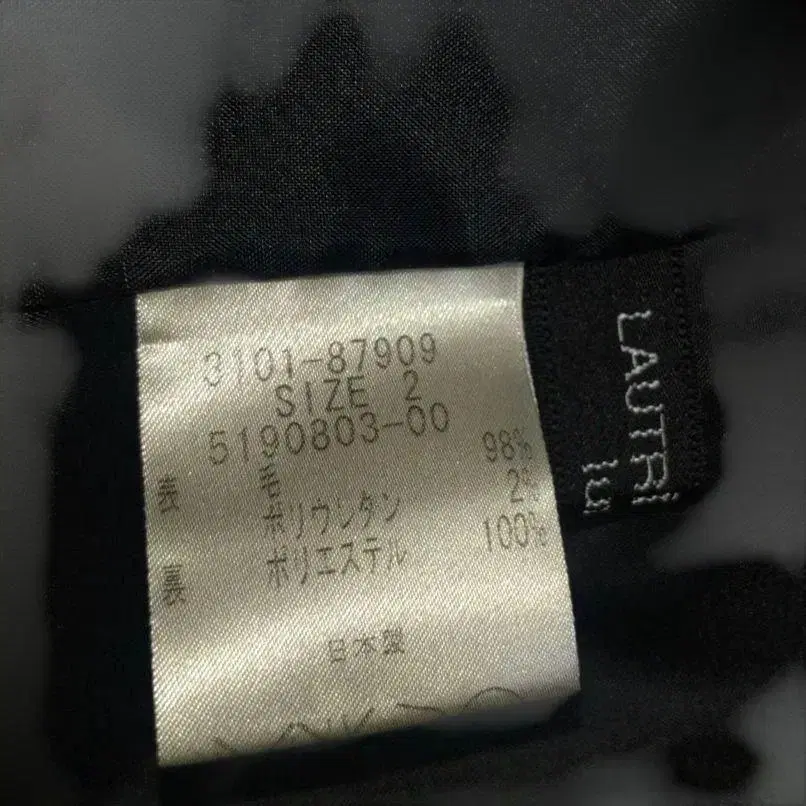 3101-87909
SIZE 2
5190803-00
表 毛 98%
ポリウレタン 2%
裏 ポリエステル 100%
日本製
LAUTRi
lu